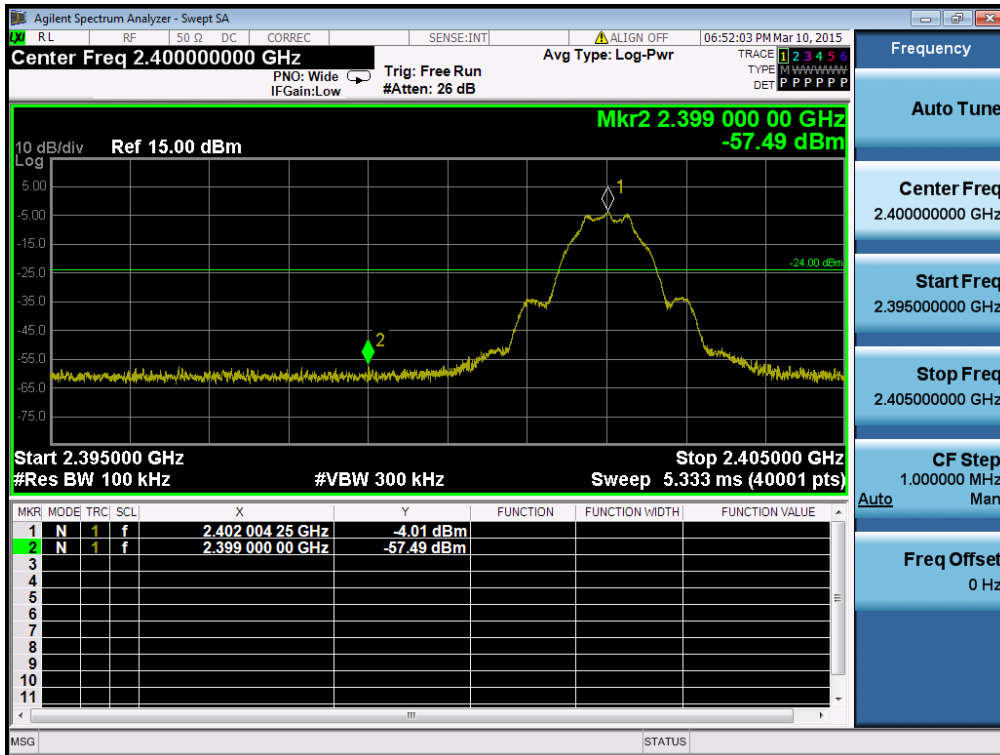 Agilent Spectrum Analyzer - Swept SA
LXI RL RF 50 Ω DC CORREC SENSE:INT ALIGN OFF 06:52:03 PM Mar 10, 2015
Center Freq 2.400000000 GHz
PNO: Wide
IFGain:Low
Trig: Free Run
#Atten: 26 dB
Avg Type: Log-Pwr
TRACE 1 2 3 4 5 6
TYPE M W W W W W
DET P P P P P P
Mkr2 2.399 000 00 GHz
-57.49 dBm
10 dB/div Ref 15.00 dBm
Log
5.00
-5.00
-15.0
-25.0
-35.0
-45.0
-55.0
-65.0
-75.0
1
-24.00 dBm
2
Start 2.395000 GHz Stop 2.405000 GHz
#Res BW 100 kHz #VBW 300 kHz Sweep 5.333 ms (40001 pts)
MKR MODE TRC SCL X Y FUNCTION FUNCTION WIDTH FUNCTION VALUE
1 N 1 f 2.402 004 25 GHz -4.01 dBm
2 N 1 f 2.399 000 00 GHz -57.49 dBm
3
4
5
6
7
8
9
10
11
MSG STATUS
Frequency
Auto Tune
Center Freq
2.400000000 GHz
Start Freq
2.395000000 GHz
Stop Freq
2.405000000 GHz
CF Step
1.000000 MHz
Auto Man
Freq Offset
0 Hz